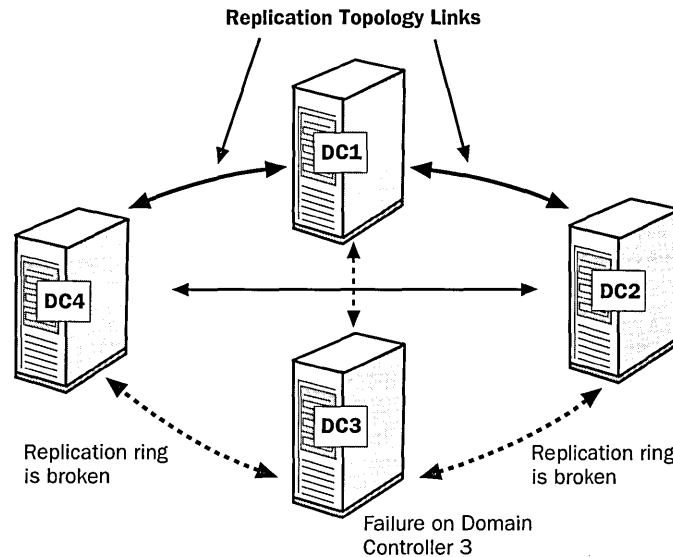 Replication Topology Links
DC1
DC4
DC2
DC3
Replication ring
is broken
Replication ring
is broken
Failure on Domain
Controller 3